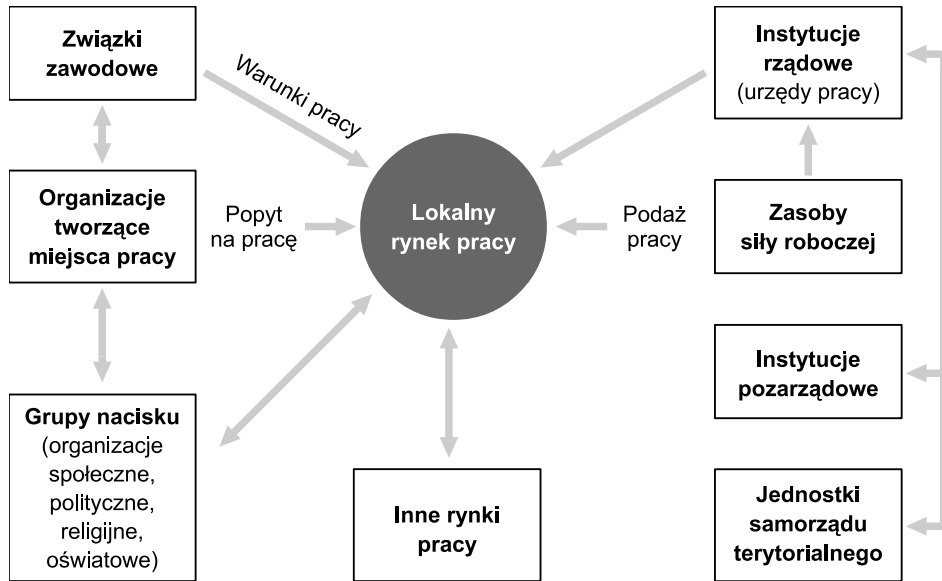 Związki
zawodowe
Warunki pracy
Instytucje
rządowe
(urzędy pracy)
Organizacje
tworzące
miejsca pracy
Popyt
na pracę
Lokalny
rynek pracy
Podaż
pracy
Zasoby
siły roboczej
Instytucje
pozarządowe
Grupy nacisku
(organizacje
społeczne,
polityczne,
religijne,
oświatowe)
Inne rynki
pracy
Jednostki
samorządu
terytorialnego